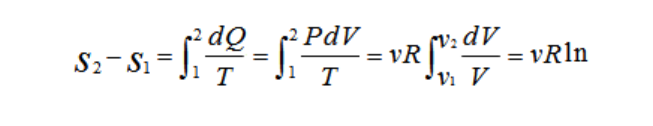 S₂ − S₁ = ∫₁² dQ/T = ∫₁² PdV/T = νR ∫_{V₁}^{V₂} dV/V = νR ln